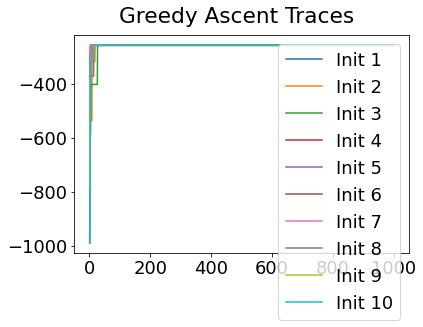 Greedy Ascent Traces
−400
−600
−800
−1000
0
200
400
600
800
1000
Init 1
Init 2
Init 3
Init 4
Init 5
Init 6
Init 7
Init 8
Init 9
Init 10